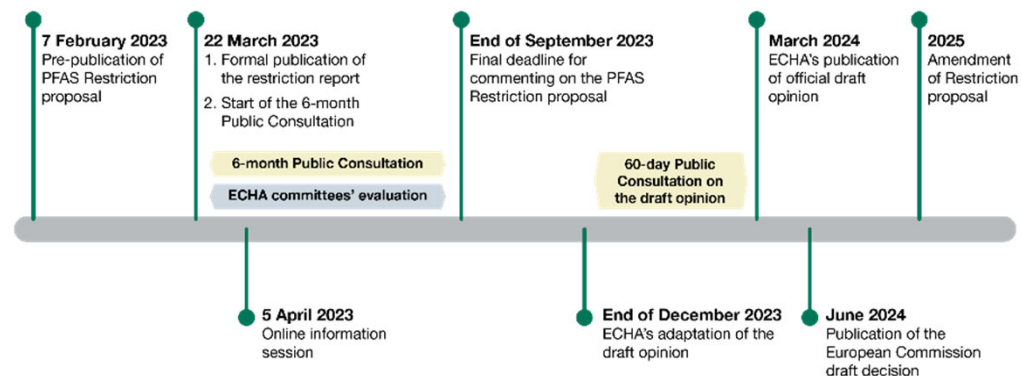 7 February 2023
Pre-publication of
PFAS Restriction
proposal
22 March 2023
1. Formal publication of
the restriction report
2. Start of the 6-month
Public Consultation
End of September 2023
Final deadline for
commenting on the PFAS
Restriction proposal
March 2024
ECHA's publication
of official draft
opinion
2025
Amendment
of Restriction
proposal
6-month Public Consultation
ECHA committees' evaluation
60-day Public
Consultation on
the draft opinion
5 April 2023
Online information
session
End of December 2023
ECHA's adaptation of the
draft opinion
June 2024
Publication of the
European Commission
draft decision